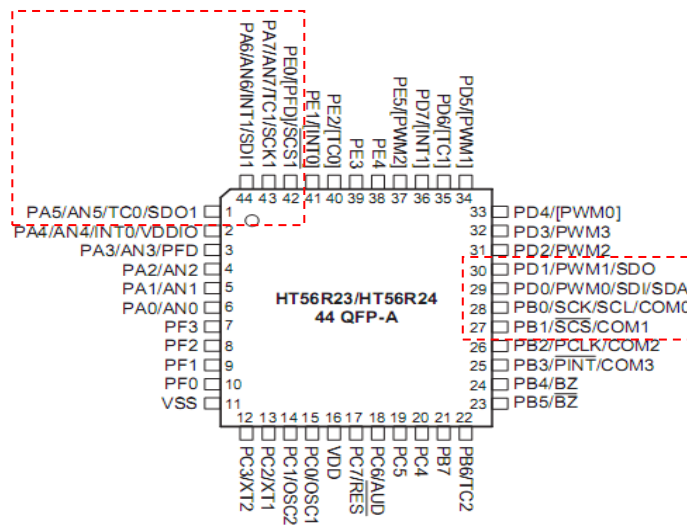 PA6/AN6/INT1/SDI1
PA7/AN7/TC1/SCK1
PE0/[PFD]/SCS1
PE1/[INT0]
PE2/[TC0]
PE3
PE4
PE5/[PWM2]
PD7/[INT1]
PD6/[TC1]
PD5/[PWM1]
44 43 42 41 40 39 38 37 36 35 34
PA5/AN5/TC0/SDO1 1
PA4/AN4/INT0/VDDIO 2
PA3/AN3/PFD 3
PA2/AN2 4
PA1/AN1 5
PA0/AN0 6
PF3 7
PF2 8
PF1 9
PF0 10
VSS 11
HT56R23/HT56R24
44 QFP-A
33 PD4/[PWM0]
32 PD3/PWM3
31 PD2/PWM2
30 PD1/PWM1/SDO
29 PD0/PWM0/SDI/SDA
28 PB0/SCK/SCL/COM0
27 PB1/S̅C̅S̅/COM1
26 PB2/PCLK/COM2
25 PB3/P̅I̅N̅T̅/COM3
24 PB4/BZ
23 PB5/B̅Z̅
12 13 14 15 16 17 18 19 20 21 22
PC3/XT2
PC2/XT1
PC1/OSC2
PC0/OSC1
VDD
PC7/R̅E̅S̅
PC6/AUD
PC5
PC4
PB7
PB6/TC2